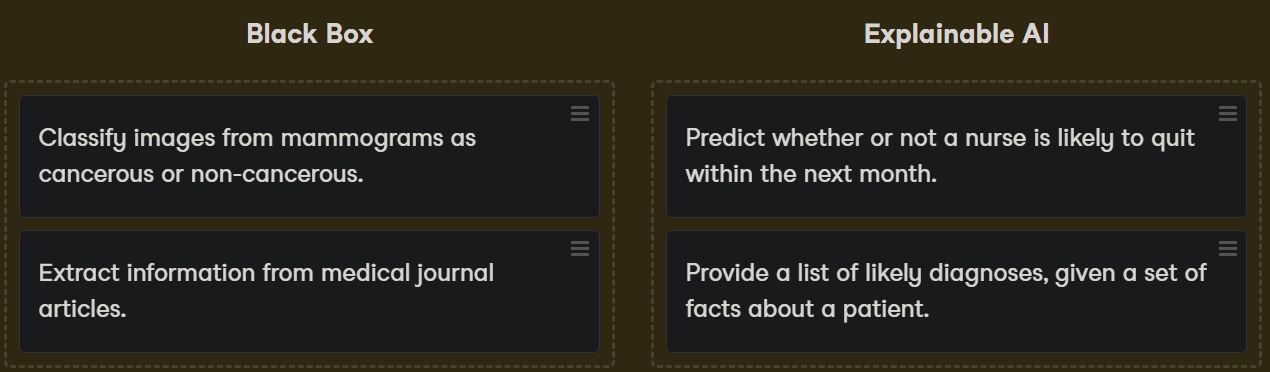 Black Box
Explainable AI
Classify images from mammograms as
cancerous or non-cancerous.
Extract information from medical journal
articles.
Predict whether or not a nurse is likely to quit
within the next month.
Provide a list of likely diagnoses, given a set of
facts about a patient.